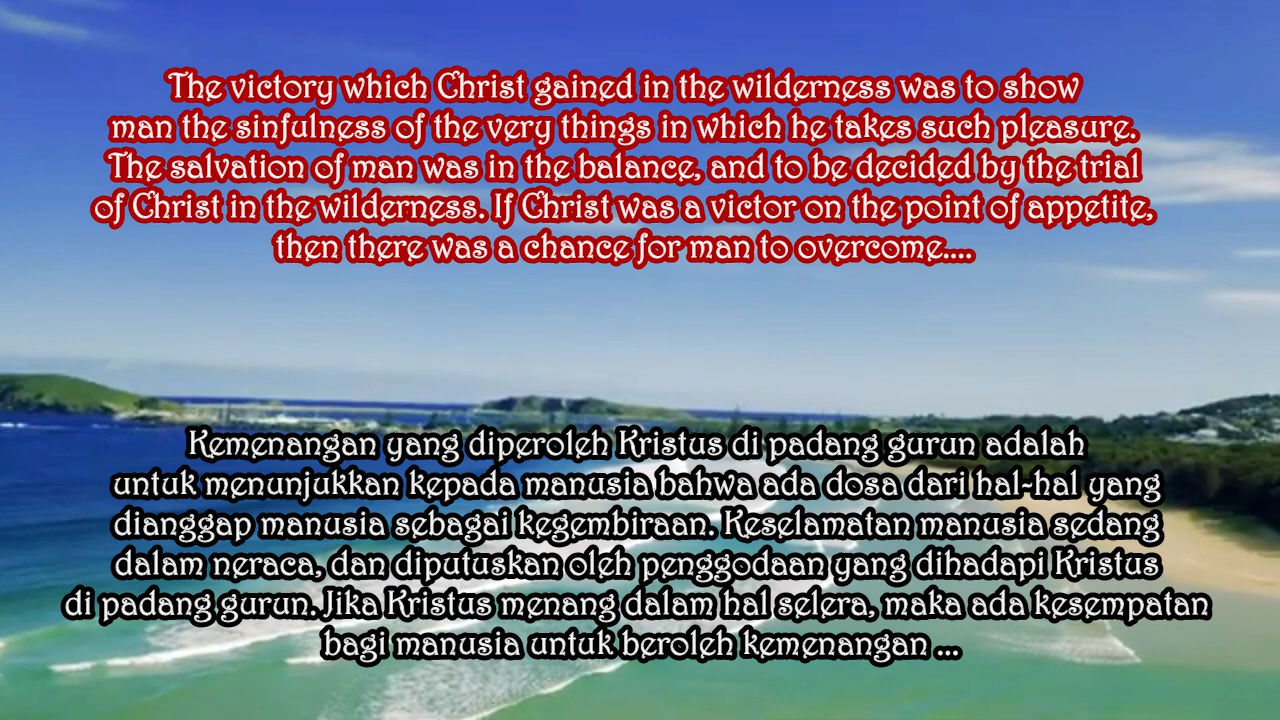 The victory which Christ gained in the wilderness was to show
man the sinfulness of the very things in which he takes such pleasure.
The salvation of man was in the balance, and to be decided by the trial
of Christ in the wilderness. If Christ was a victor on the point of appetite,
then there was a chance for man to overcome....
Kemenangan yang diperoleh Kristus di padang gurun adalah
untuk menunjukkan kepada manusia bahwa ada dosa dari hal-hal yang
dianggap manusia sebagai kegembiraan. Keselamatan manusia sedang
dalam neraca, dan diputuskan oleh penggodaan yang dihadapi Kristus
di padang gurun. Jika Kristus menang dalam hal selera, maka ada kesempatan
bagi manusia untuk beroleh kemenangan ...